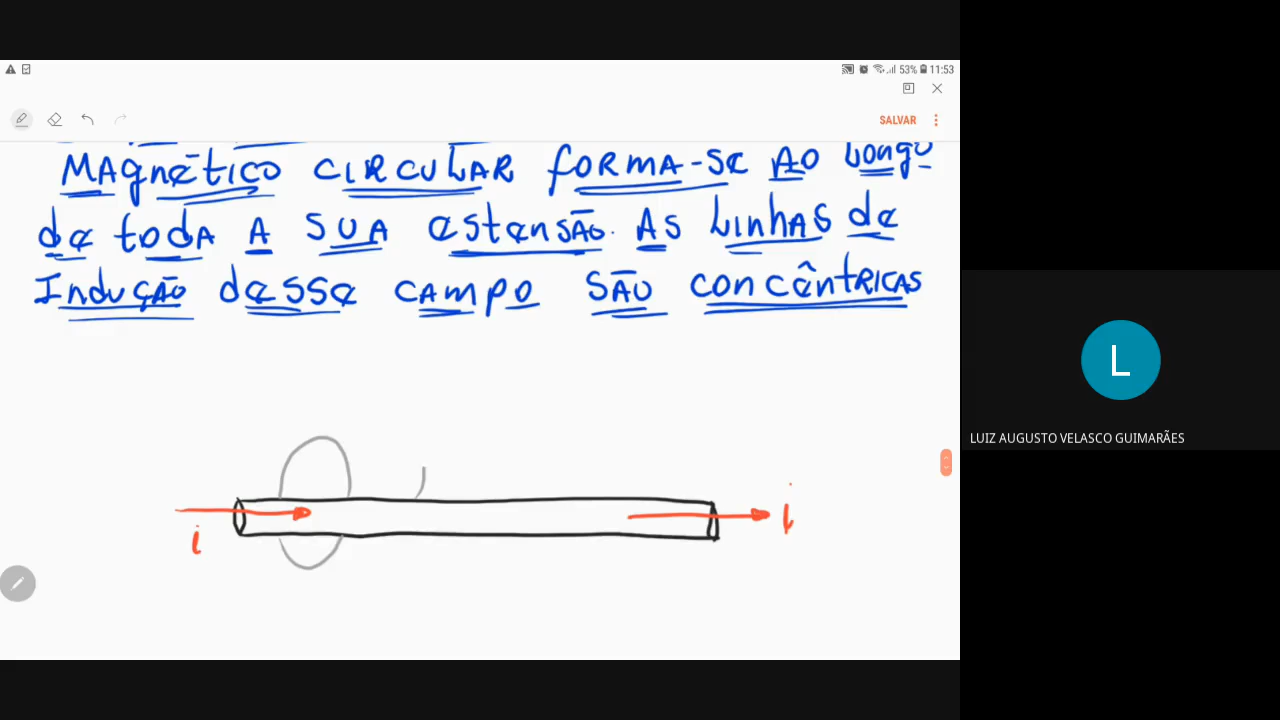 53% 11:53
SALVAR
MAgnético CIRCULAR forma-se AO Longo
de toda A SUA estensão. AS Linhas de
Indução desse campo SÃO concêntricas
i
i
L
LUIZ AUGUSTO VELASCO GUIMARÃES